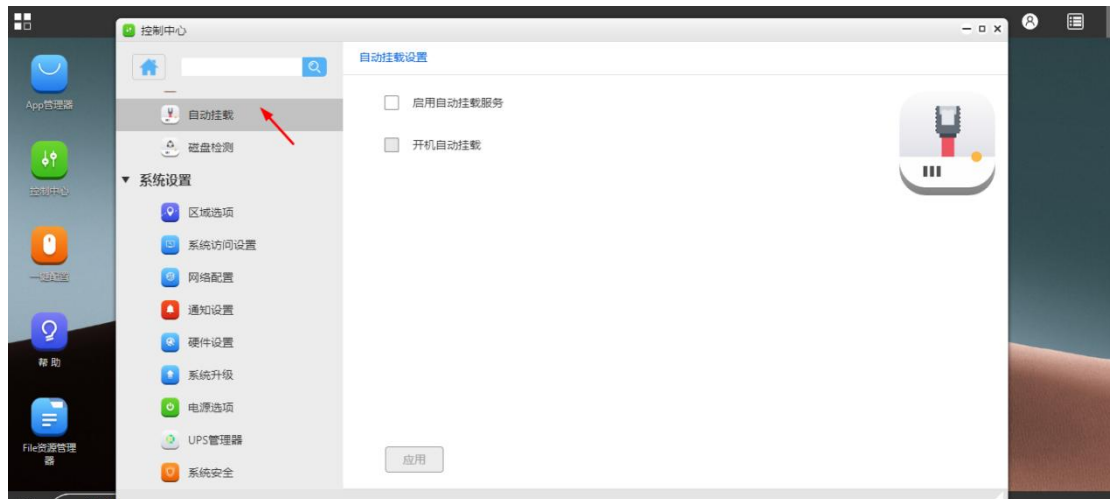 控制中心
App管理器
控制中心
一键配置
帮助
File资源管理
器
自动挂载
磁盘检测
系统设置
区域选项
系统访问设置
网络配置
通知设置
硬件设置
系统升级
电源选项
UPS管理器
系统安全
自动挂载设置
启用自动挂载服务
开机自动挂载
应用